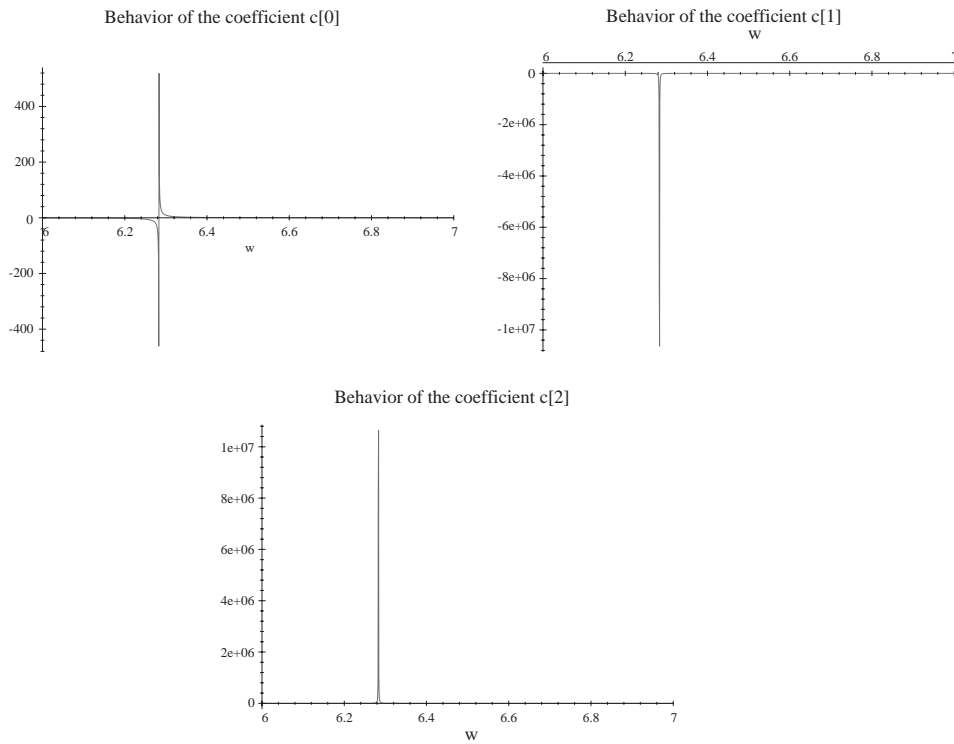 Behavior of the coefficient c[0]
400
200
0
-200
-400
6 6.2 6.4 6.6 6.8 7
w
Behavior of the coefficient c[1]
W
6 6.2 6.4 6.6 6.8 7
0
-2e+06
-4e+06
-6e+06
-8e+06
-1e+07
Behavior of the coefficient c[2]
1e+07
8e+06
6e+06
4e+06
2e+06
0
6 6.2 6.4 6.6 6.8 7
W